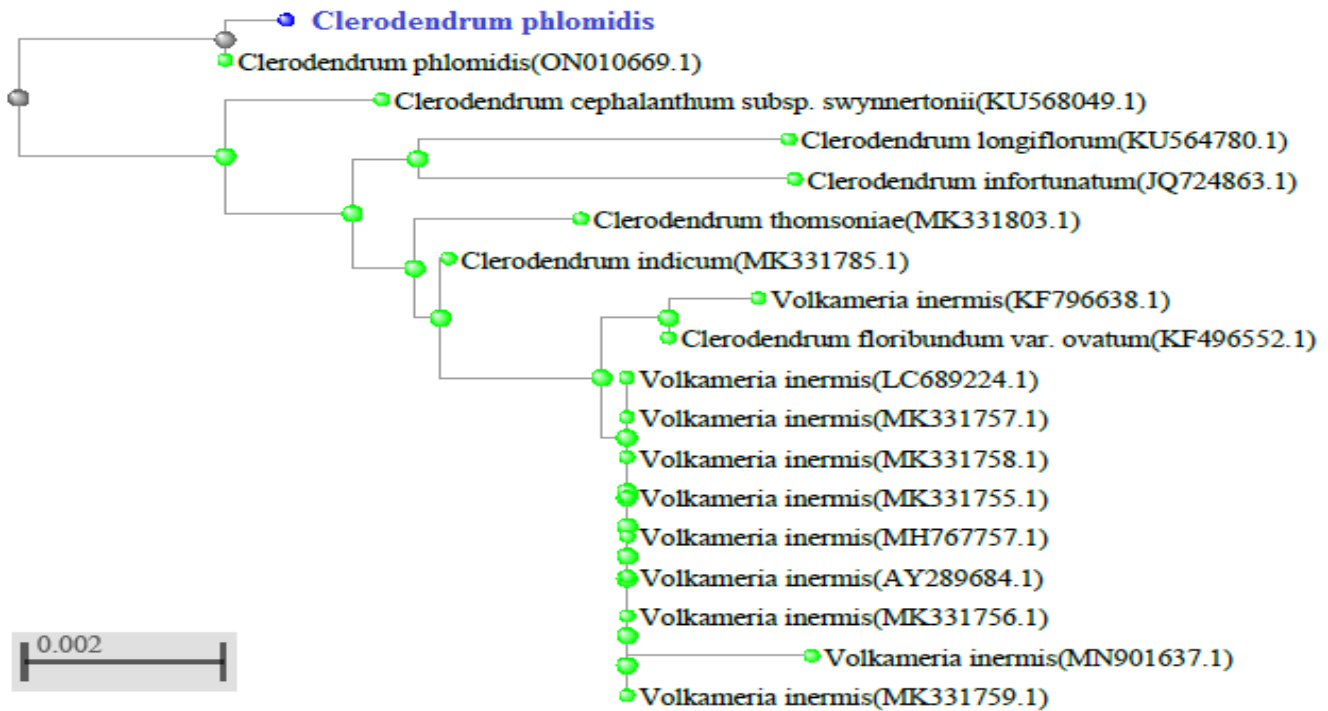 Clerodendrum phlomidis
Clerodendrum phlomidis(ON010669.1)
Clerodendrum cephalanthum subsp. swynnertonii(KU568049.1)
Clerodendrum longiflorum(KU564780.1)
Clerodendrum infortunatum(JQ724863.1)
Clerodendrum thomsoniae(MK331803.1)
Clerodendrum indicum(MK331785.1)
Volkameria inermis(KF796638.1)
Clerodendrum floribundum var. ovatum(KF496552.1)
Volkameria inermis(LC689224.1)
Volkameria inermis(MK331757.1)
Volkameria inermis(MK331758.1)
Volkameria inermis(MK331755.1)
Volkameria inermis(MH767757.1)
Volkameria inermis(AY289684.1)
Volkameria inermis(MK331756.1)
Volkameria inermis(MN901637.1)
Volkameria inermis(MK331759.1)
0.002